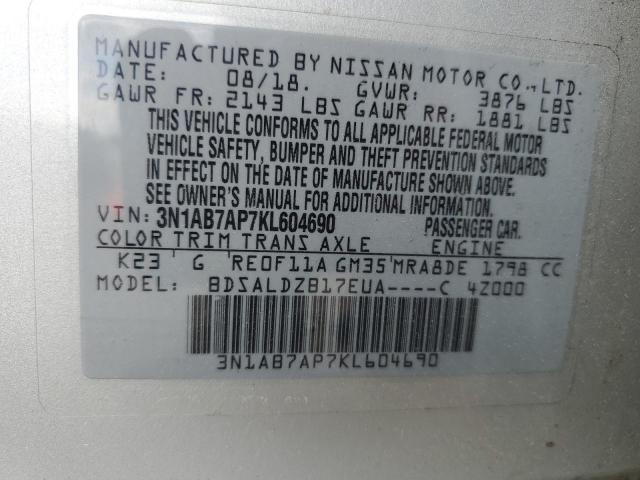 MANUFACTURED BY NISSAN MOTOR CO.,LTD.
DATE: 08/18. GVWR: 3876 LBS
GAWR FR: 2143 LBS GAWR RR: 1881 LBS
THIS VEHICLE CONFORMS TO ALL APPLICABLE FEDERAL MOTOR
VEHICLE SAFETY, BUMPER AND THEFT PREVENTION STANDARDS
IN EFFECT ON THE DATE OF MANUFACTURE SHOWN ABOVE.
SEE OWNER'S MANUAL FOR ADDITIONAL INFORMATION.
VIN: 3N1AB7AP7KL604690 PASSENGER CAR.
COLOR TRIM TRANS AXLE ENGINE
K23 G RE0F11A GM35 MRA8DE 1798 CC
MODEL: BDSALDZB17EUA----C 4Z000
3N1AB7AP7KL604690